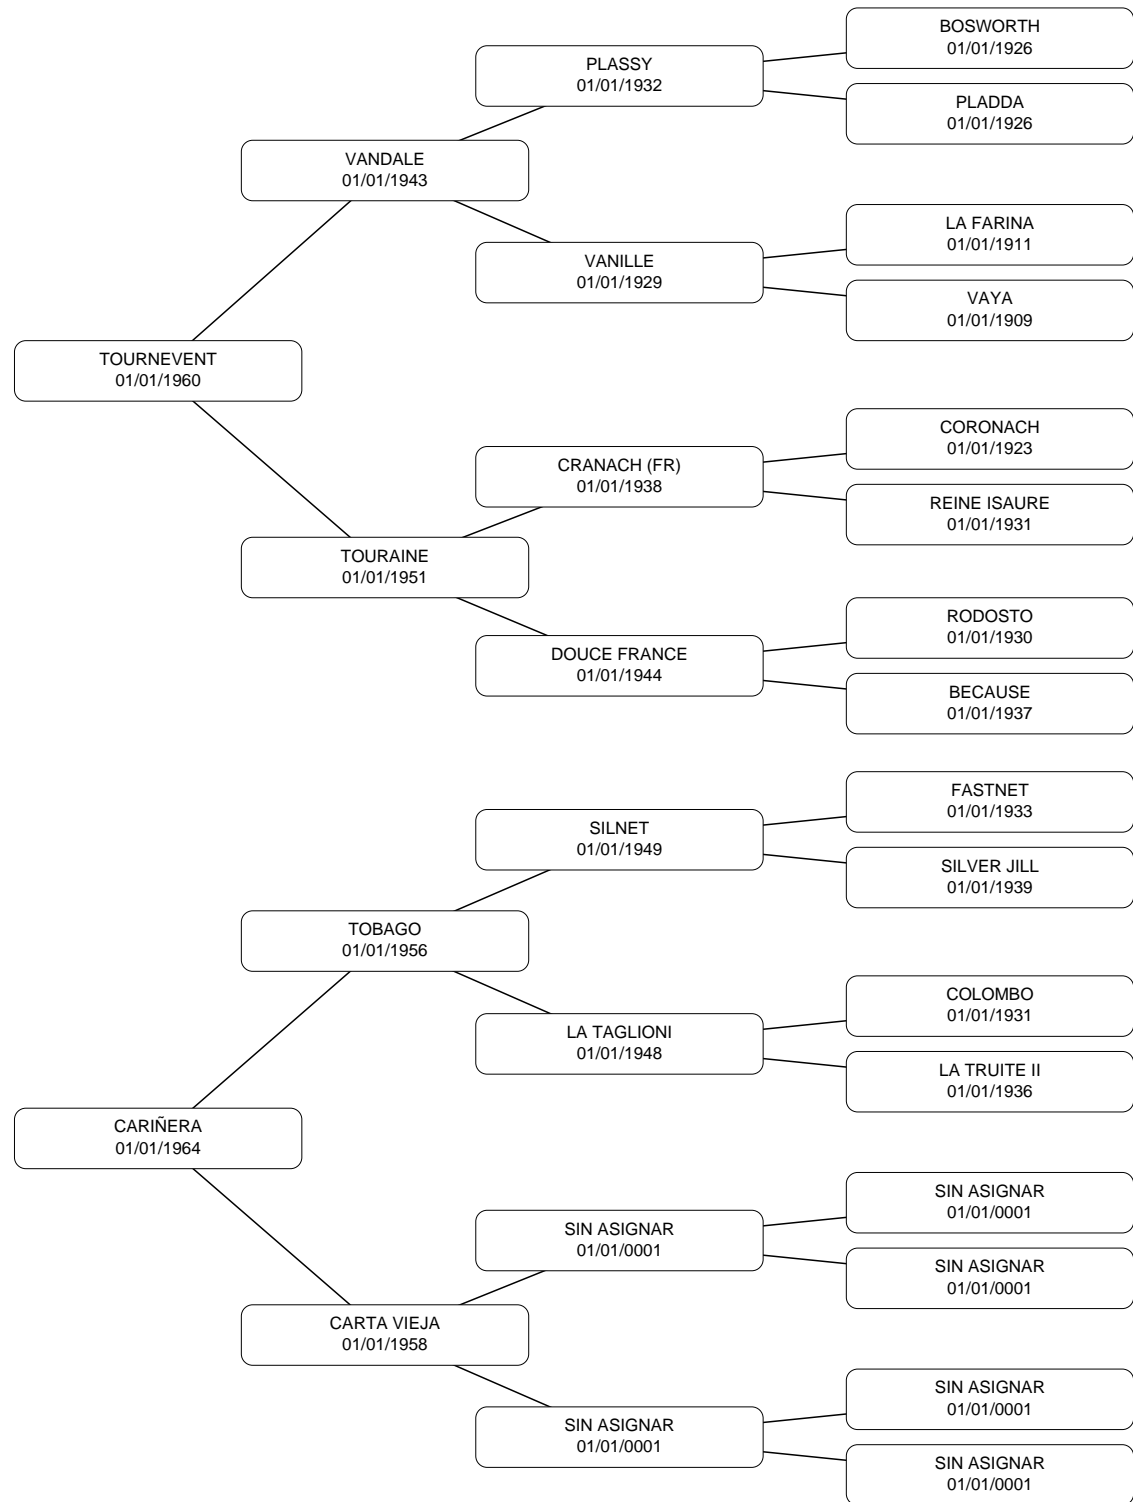 BOSWORTH
01/01/1926
PLASSY
01/01/1932
PLADDA
01/01/1926
VANDALE
01/01/1943
LA FARINA
01/01/1911
VANILLE
01/01/1929
VAYA
01/01/1909
TOURNEVENT
01/01/1960
CORONACH
01/01/1923
CRANACH (FR)
01/01/1938
REINE ISAURE
01/01/1931
TOURAINE
01/01/1951
RODOSTO
01/01/1930
DOUCE FRANCE
01/01/1944
BECAUSE
01/01/1937
FASTNET
01/01/1933
SILNET
01/01/1949
SILVER JILL
01/01/1939
TOBAGO
01/01/1956
COLOMBO
01/01/1931
LA TAGLIONI
01/01/1948
LA TRUITE II
01/01/1936
CARIÑERA
01/01/1964
SIN ASIGNAR
01/01/0001
SIN ASIGNAR
01/01/0001
SIN ASIGNAR
01/01/0001
CARTA VIEJA
01/01/1958
SIN ASIGNAR
01/01/0001
SIN ASIGNAR
01/01/0001
SIN ASIGNAR
01/01/0001